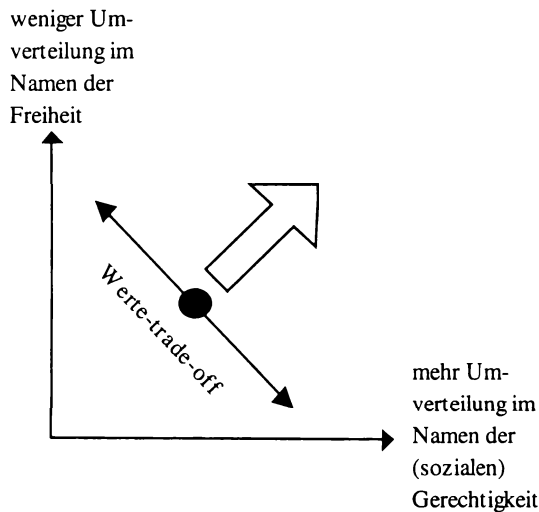 weniger Um-
verteilung im
Namen der
Freiheit
Werte-trade-off
mehr Um-
verteilung im
Namen der
(sozialen)
Gerechtigkeit